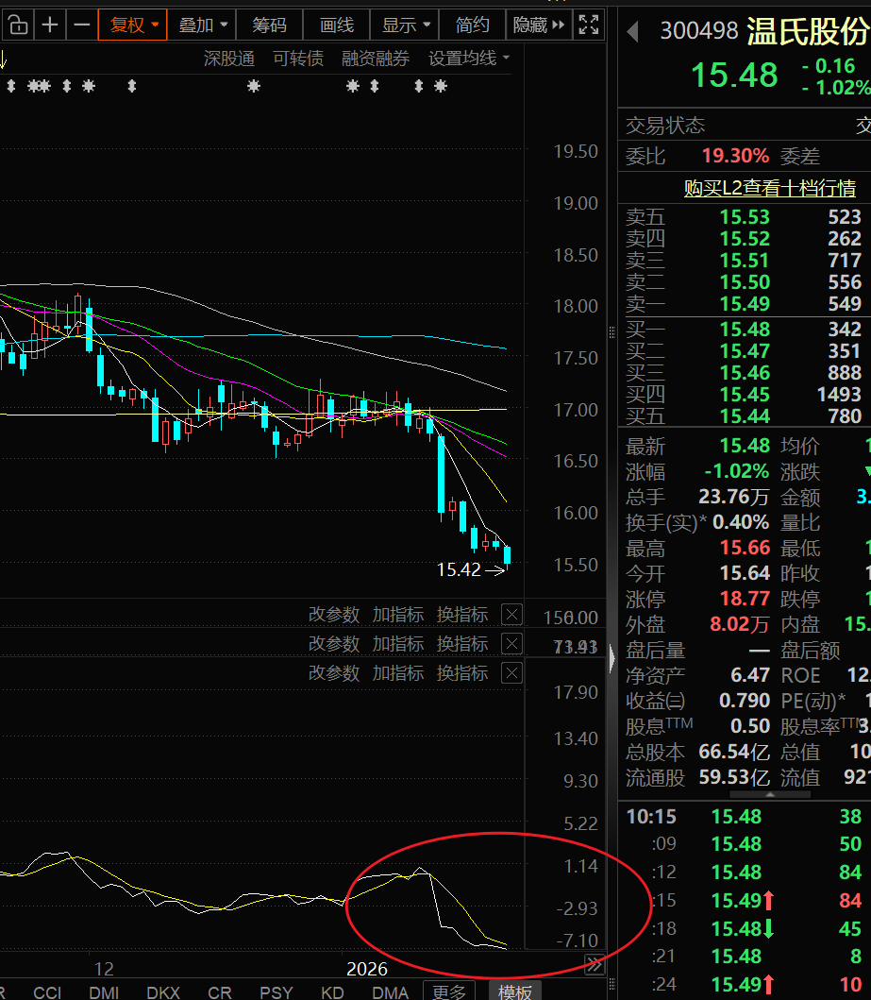 复权 叠加 筹码 画线 显示 简约 隐藏
深股通 可转债 融资融券 设置均线
19.50
19.00
18.50
18.00
17.50
17.00
16.50
16.00
15.50
15.42
改参数 加指标 换指标 150.00
改参数 加指标 换指标
改参数 加指标 换指标
17.90
13.40
9.30
5.22
1.14
-2.93
-7.10
12 2026
CCI DMI DKX CR PSY KD DMA 更多 模板
300498 温氏股份
15.48 -0.16
-1.02%
交易状态
委比 19.30% 委差
购买L2查看十档行情
卖五 15.53 523
卖四 15.52 262
卖三 15.51 717
卖二 15.50 556
卖一 15.49 549
买一 15.48 342
买二 15.47 351
买三 15.46 888
买四 15.45 1493
买五 15.44 780
最新 15.48 均价
涨幅 -1.02% 涨跌
总手 23.76万 金额 3.
换手(实)* 0.40% 量比
最高 15.66 最低
今开 15.64 昨收
涨停 18.77 跌停
外盘 8.02万 内盘 15.
盘后量 — 盘后额
净资产 6.47 ROE 12
收益㈢ 0.790 PE(动)*
股息TTM 0.50 股息率TTM 3.
总股本 66.54亿 总值 10
流通股 59.53亿 流值 921
10:15 15.48 38
:09 15.48 50
:12 15.48 84
:15 15.49 84
:18 15.48 45
:21 15.48 8
:24 15.49 10